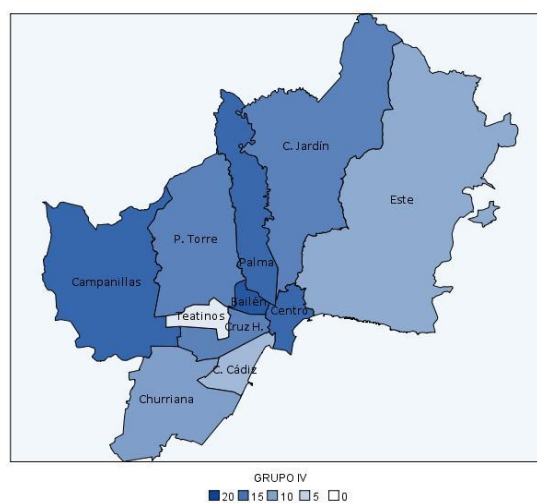 C. Jardín
Este
P. Torre
Palma
Campanillas
Bailén
Teatinos
Centro
Cruz H.
C. Cádiz
Churriana
GRUPO IV
20 15 10 5 0